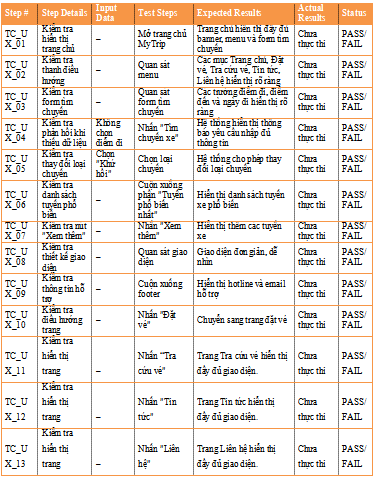 Step # Step Details Input Data Test Steps Expected Results Actual Results Status
TC_UX_01 Kiểm tra hiển thị trang chủ – Mở trang chủ MyTrip Trang chủ hiển thị đầy đủ banner, menu và form tìm chuyến Chưa thực thi PASS/FAIL
TC_UX_02 Kiểm tra thanh điều hướng – Quan sát menu Các mục Trang chủ, Đặt vé, Tra cứu vé, Tin tức, Liên hệ hiển thị rõ ràng Chưa thực thi PASS/FAIL
TC_UX_03 Kiểm tra form tìm chuyến – Quan sát form tìm chuyến Các trường điểm đi, điểm đến và ngày đi hiển thị rõ ràng Chưa thực thi PASS/FAIL
TC_UX_04 Kiểm tra phản hồi khi thiếu dữ liệu Không chọn điểm đi Nhấn "Tìm chuyến xe" Hệ thống hiển thị thông báo yêu cầu nhập đủ thông tin Chưa thực thi PASS/FAIL
TC_UX_05 Kiểm tra thay đổi loại chuyến Chọn "Khứ hồi" Chọn loại chuyến Hệ thống cho phép thay đổi loại chuyến Chưa thực thi PASS/FAIL
TC_UX_06 Kiểm tra danh sách tuyến phổ biến – Cuộn xuống phần "Tuyến phổ biến nhất" Hiển thị danh sách tuyến xe phổ biến Chưa thực thi PASS/FAIL
TC_UX_07 Kiểm tra nút "Xem thêm" – Nhấn "Xem thêm" Hiển thị thêm các tuyến xe Chưa thực thi PASS/FAIL
TC_UX_08 Kiểm tra thiết kế giao diện – Quan sát giao diện Giao diện đơn giản, dễ nhìn Chưa thực thi PASS/FAIL
TC_UX_09 Kiểm tra thông tin hỗ trợ – Cuộn xuống footer Hiển thị hotline và email hỗ trợ Chưa thực thi PASS/FAIL
TC_UX_10 Kiểm tra điều hướng trang – Nhấn "Đặt vé" Chuyển sang trang đặt vé Chưa thực thi PASS/FAIL
TC_UX_11 Kiểm tra hiển thị trang – Nhấn "Tra cứu vé" Trang Tra cứu vé hiển thị đầy đủ giao diện. Chưa thực thi PASS/FAIL
TC_UX_12 Kiểm tra hiển thị trang – Nhấn "Tin tức" Trang Tin tức hiển thị đầy đủ giao diện. Chưa thực thi PASS/FAIL
TC_UX_13 Kiểm tra hiển thị trang – Nhấn "Liên hệ" Trang Liên hệ hiển thị đầy đủ giao diện. Chưa thực thi PASS/FAIL